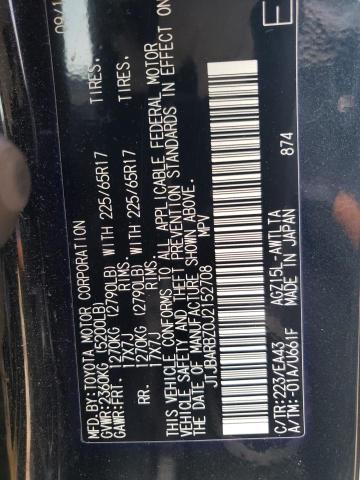 09/1
MFD.BY:TOYOTA MOTOR CORPORATION
GVWR:2360KG (5200LB)
GAWR:FRT. 1270KG (2790LB) WITH 225/65R17 TIRES.
17X7J RIMS
RR. 1270KG (2790LB) WITH 225/65R17 TIRES.
17X7J RIMS
THIS VEHICLE CONFORMS TO ALL APPLICABLE FEDERAL MOTOR
VEHICLE SAFETY AND THEFT PREVENTION STANDARDS IN EFFECT ON
THE DATE OF MANUFACTURE SHOWN ABOVE.
JTJBARBZ0J2152708 MPV
E
C/TR:223/EA43 AGZ15L-AWTLTA
A/TM:-01A/U661F MADE IN JAPAN 874